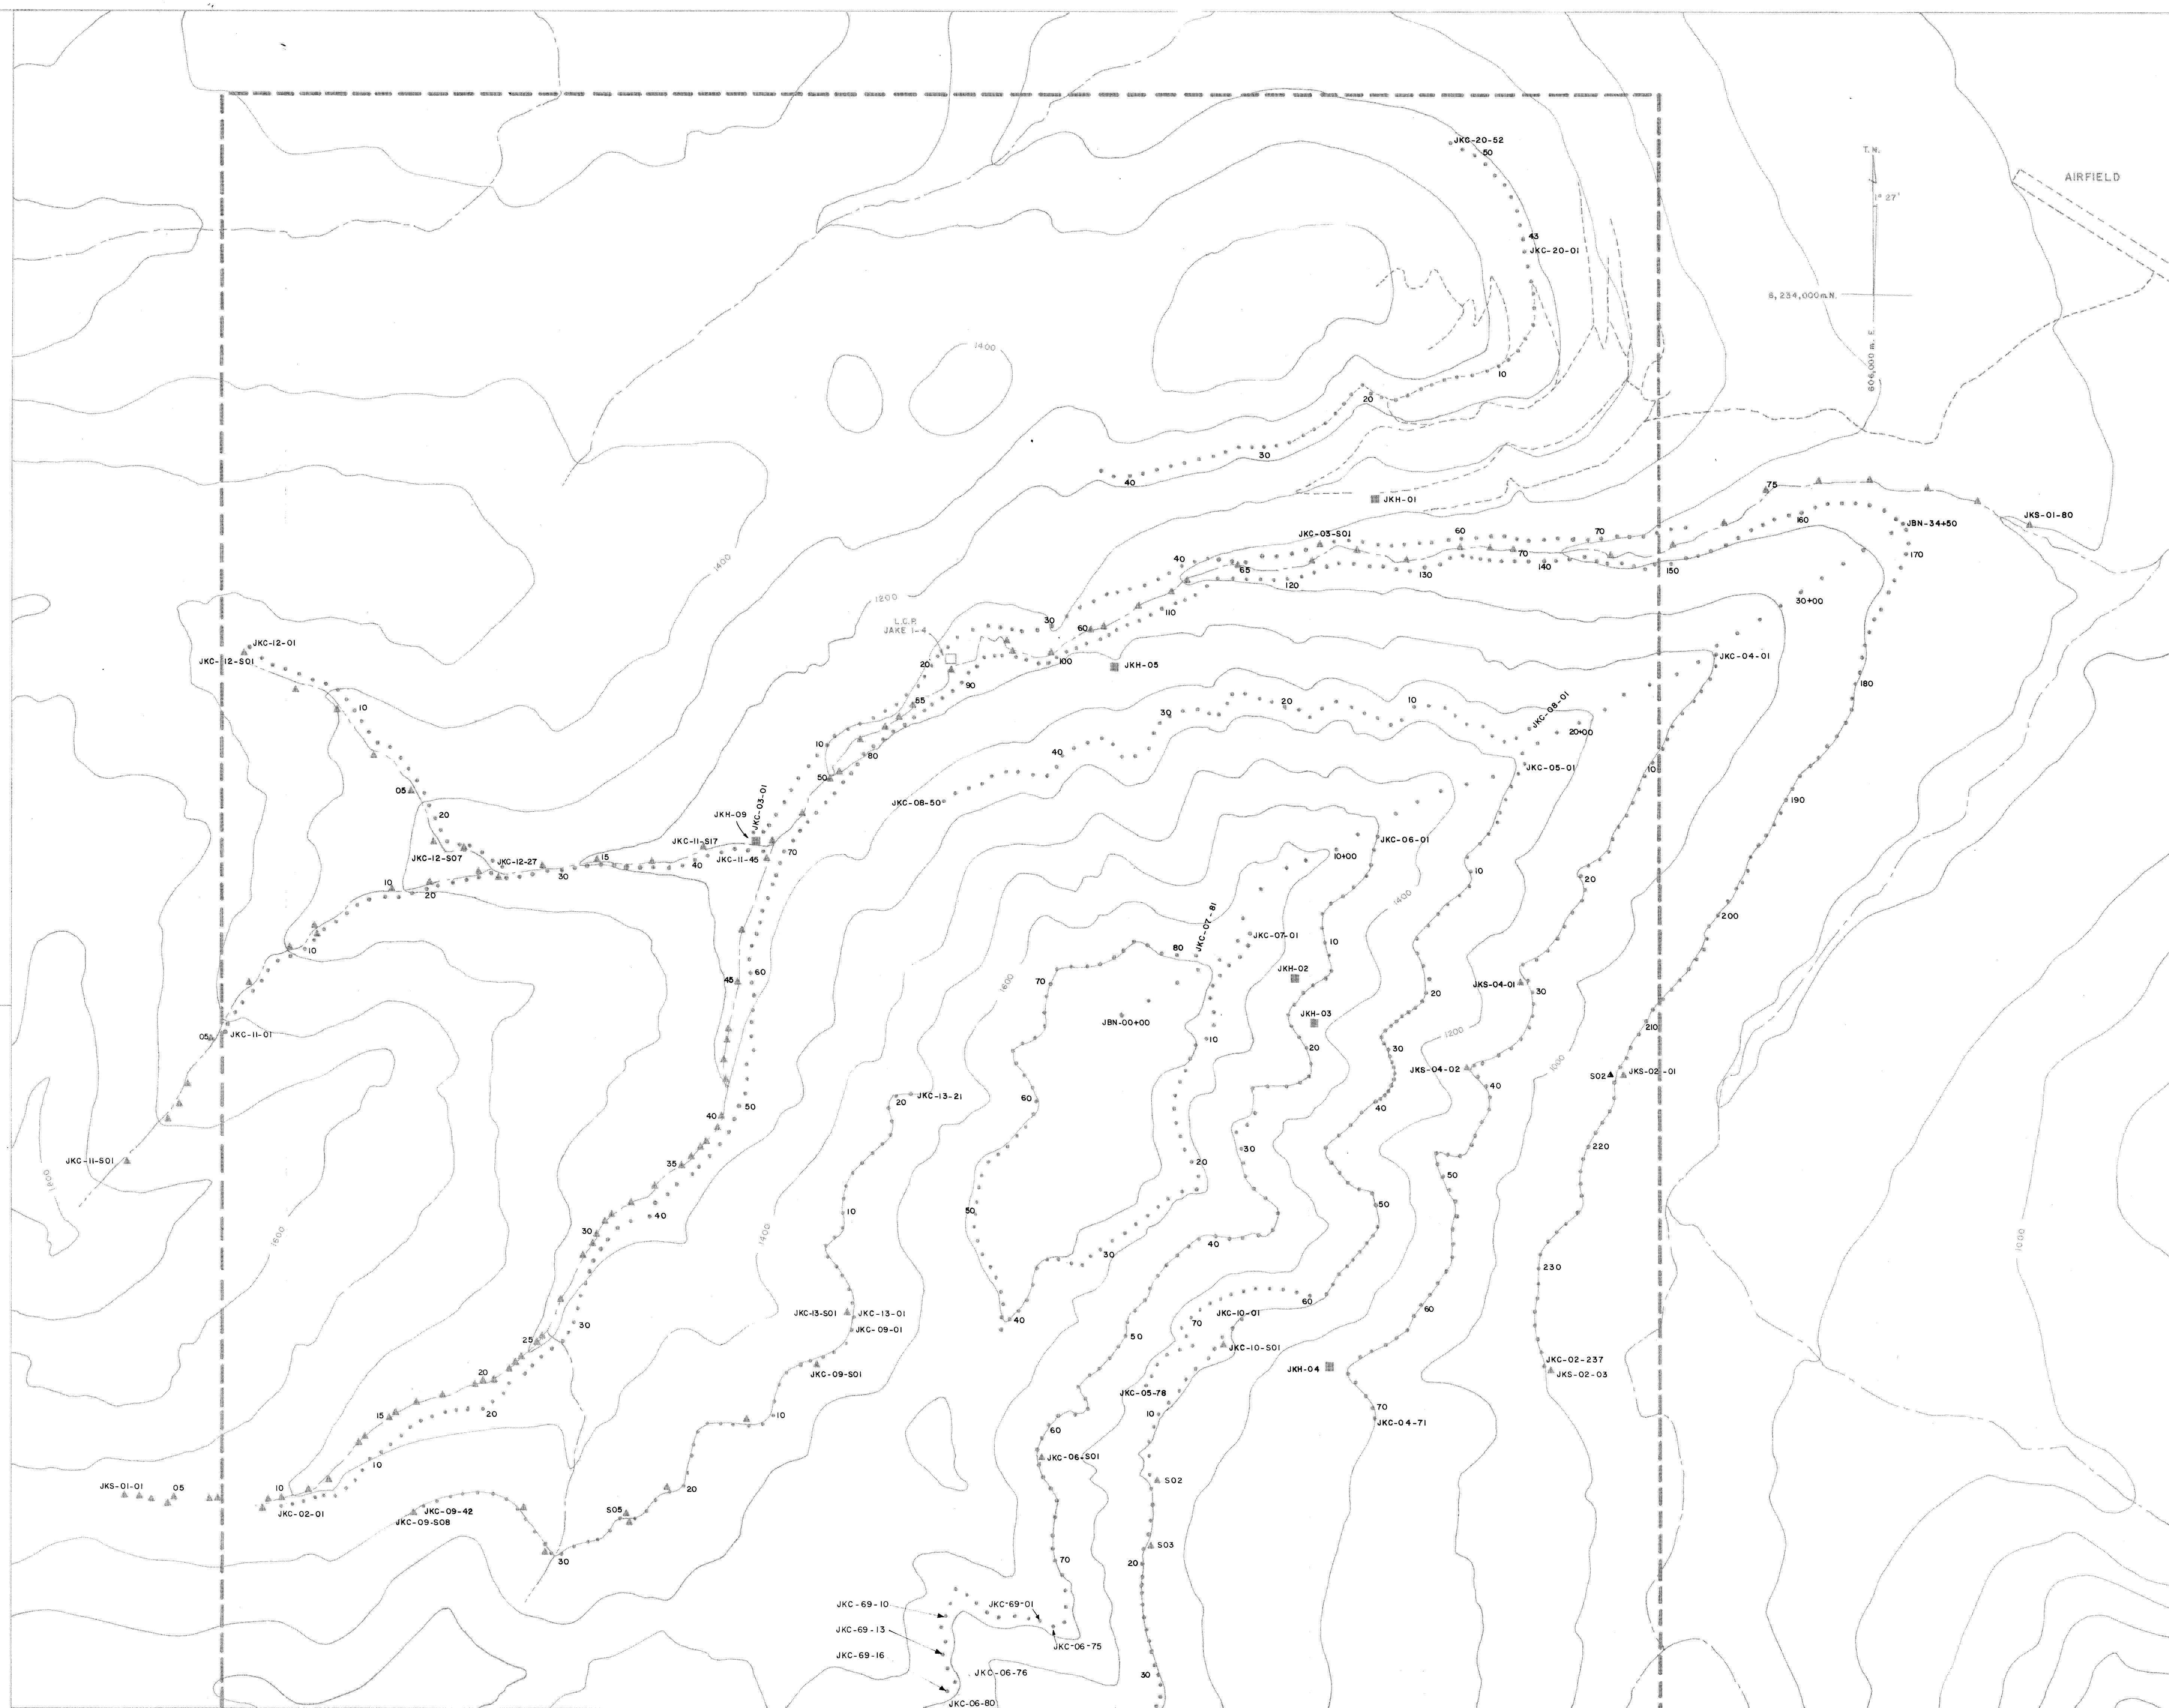 JKC-20-52
50
T. N.
AIRFIELD
1° 27'
43
JKC-20-01
6, 234,000 m.N.
606,000 m. E
1400
10
20
30
40
JKH-01
75
JKS-01-80
JKC-03-S01
60
70
160
JBN-34+50
40
65
70
170
130
140
150
120
1400
1200
110
30+00
L.C.P.
JAKE 1-4
30
60
JKC-12-01
JKC-12-S01
20
100
JKH-05
JKC-04-01
90
180
55
JKC-08-01
10
20
10
30
20+00
10
40
80
JKC-05-01
10
50
05
JKC-08-50
190
20
JKH-09
JKC-03-01
JKC-11-S17
JKC-06-01
JKC-12-S07
JKC-12-27
15
JKC-11-45
70
10+00
40
30
10
10
20
20
1400
200
JKC-07-81
JKC-07-01
10
10
80
JKH-02
60
70
45
1600
JKS-04-01
20
30
JBN-00+00
JKH-03
05
JKC-11-01
10
1200
210
20
30
1000
JKS-04-02
S02
JKS-02-01
40
JKC-13-21
20
60
50
40
40
220
30
JKC-11-S01
35
20
50
1800
50
50
40
10
30
1600
1400
40
30
1000
230
60
60
JKC-13-S01
JKC-13-01
JKC-10-01
40
70
30
JKC-09-01
50
25
JKC-10-S01
JKC-02-237
JKH-04
JKC-09-S01
JKS-02-03
20
JKC-05-78
70
15
20
10
10
JKC-04-71
60
JKC-06-S01
10
S02
JKS-01-01
05
10
20
S05
JKC-02-01
JKC-09-42
JKC-09-S08
S03
30
70
20
JKC-69-10
JKC-69-01
JKC-69-13
JKC-06-75
JKC-69-16
JKC-06-76
30
JKC-06-80